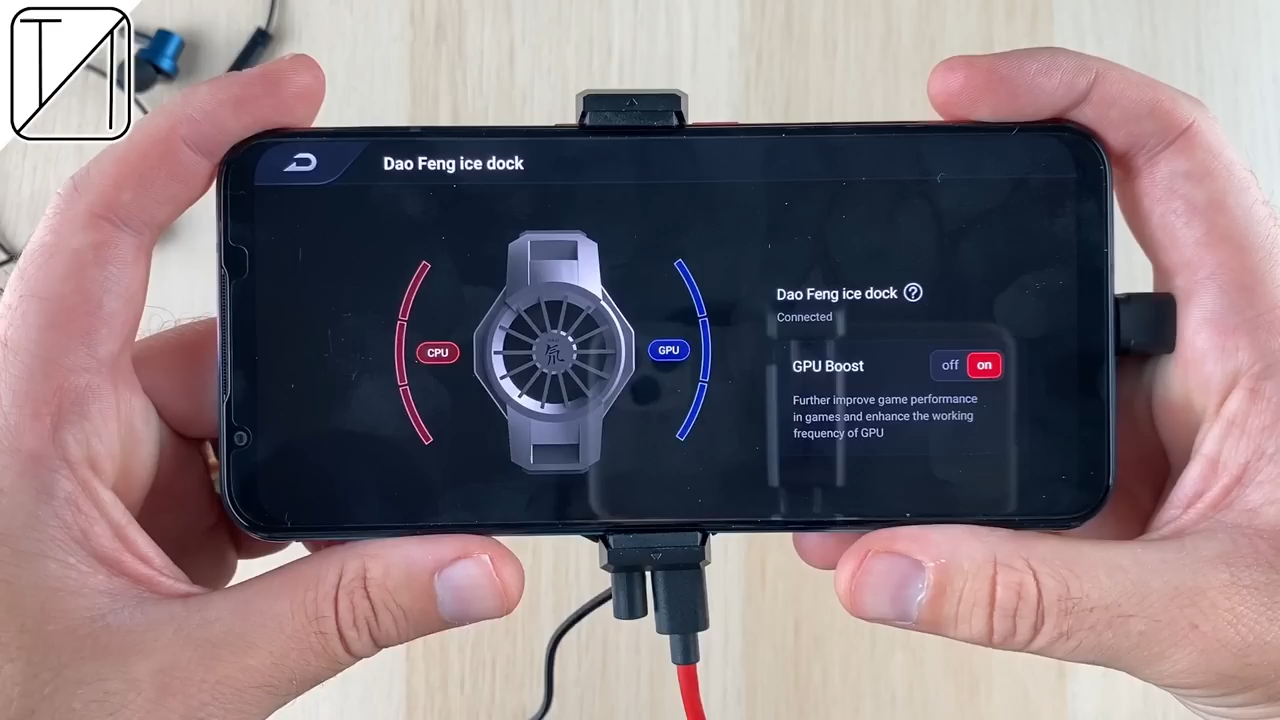 Dao Feng ice dock
CPU
氘
GPU
Dao Feng ice dock ?
Connected
GPU Boost
off on
Further improve game performance
in games and enhance the working
frequency of GPU